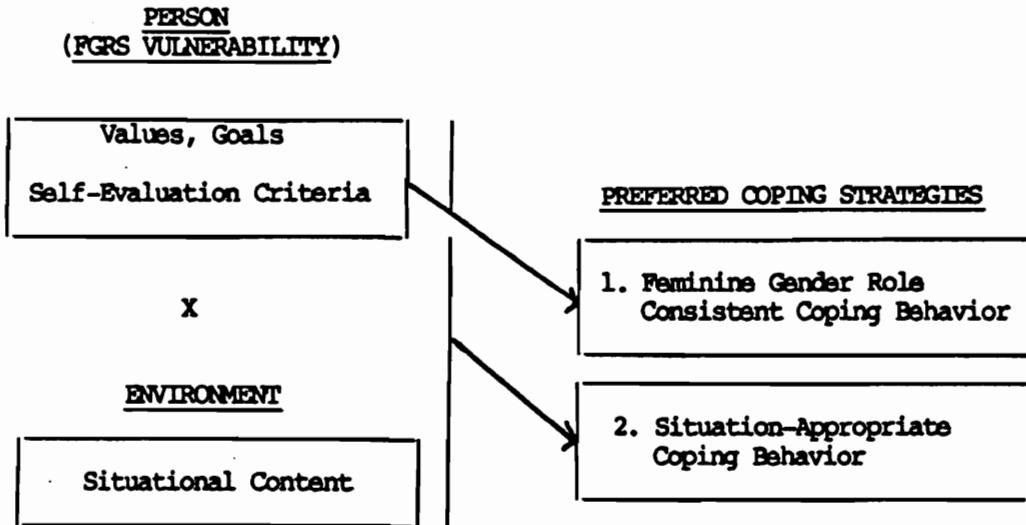 PERSON
(FGRS VULNERABILITY)
Values, Goals
Self-Evaluation Criteria
X
ENVIRONMENT
Situational Content
PREFERRED COPING STRATEGIES
1. Feminine Gender Role
Consistent Coping Behavior
2. Situation-Appropriate
Coping Behavior